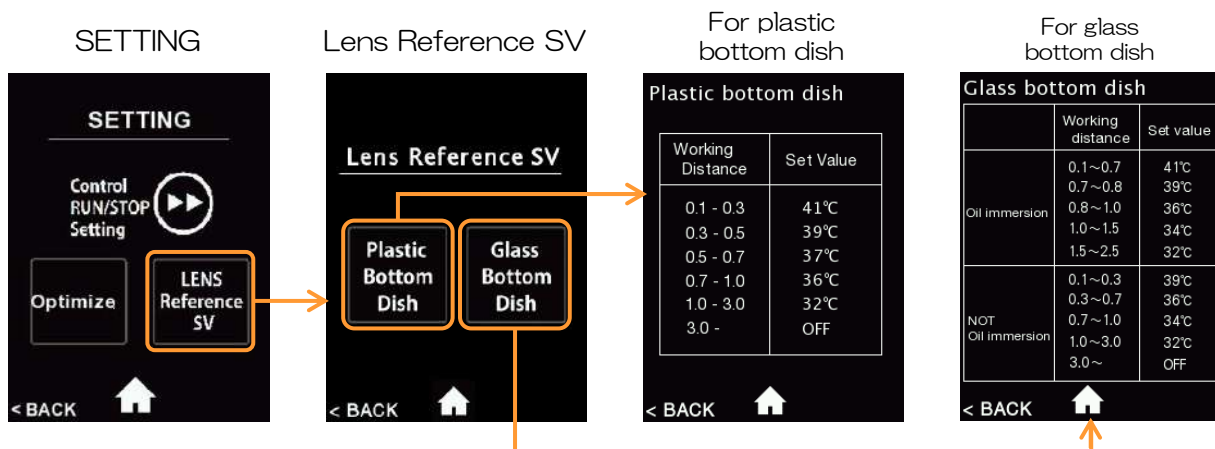 SETTING
SETTING
Control
RUN/STOP
Setting
Optimize
LENS
Reference
SV
< BACK
Lens Reference SV
Lens Reference SV
Plastic
Bottom
Dish
Glass
Bottom
Dish
< BACK
For plastic
bottom dish
Plastic bottom dish
Working
Distance
Set Value
0.1 - 0.3 41℃
0.3 - 0.5 39℃
0.5 - 0.7 37℃
0.7 - 1.0 36℃
1.0 - 3.0 32℃
3.0 - OFF
< BACK
For glass
bottom dish
Glass bottom dish
Working
distance
Set value
Oil immersion
0.1～0.7 41℃
0.7～0.8 39℃
0.8～1.0 36℃
1.0～1.5 34℃
1.5～2.5 32℃
NOT
Oil immersion
0.1～0.3 39℃
0.3～0.7 36℃
0.7～1.0 34℃
1.0～3.0 32℃
3.0～ OFF
< BACK